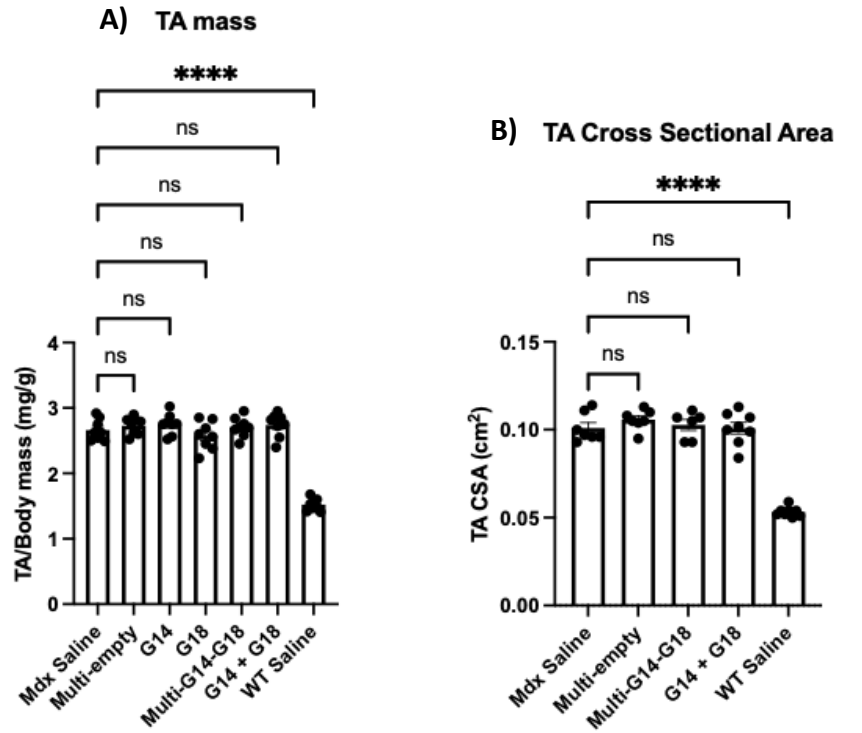 A) TA mass
****
ns
ns
ns
ns
ns
TA/Body mass (mg/g)
4
3
2
1
0
Mdx Saline
Multi-empty
G14
G18
Multi-G14-G18
G14 + G18
WT Saline
B) TA Cross Sectional Area
****
ns
ns
ns
TA CSA (cm²)
0.15
0.10
0.05
0.00
Mdx Saline
Multi-empty
Multi-G14-G18
G14 + G18
WT Saline